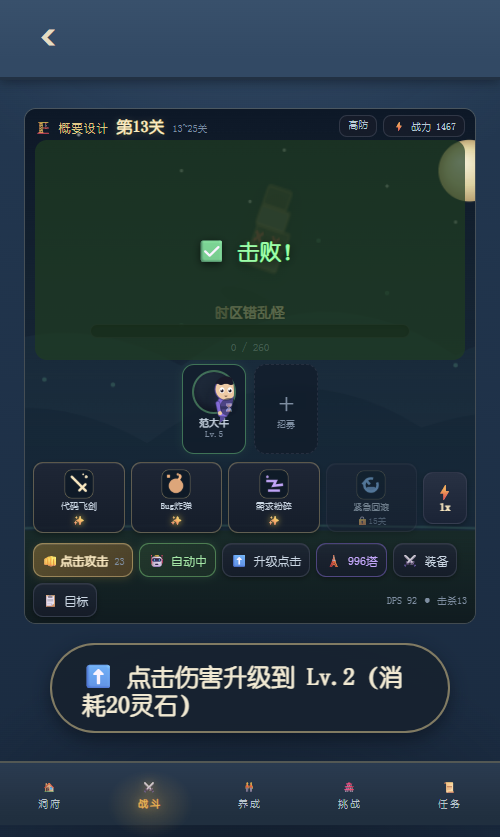 概要设计 第13关 13~25关 高防 战力 1467
击败!
时区错乱怪
0 / 260
范大牛
Lv.5
招募
代码飞剑 Bug炸弹 需求粉碎 紧急回滚 1x
15天
点击攻击 23 自动中 升级点击 996塔 装备
目标 DPS 92 • 击杀13
点击伤害升级到 Lv.2 (消
耗20灵石)
洞府 战斗 养成 挑战 任务